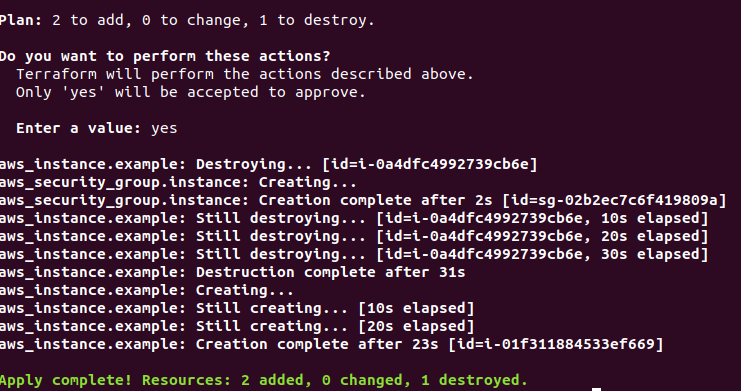 Plan: 2 to add, 0 to change, 1 to destroy.
Do you want to perform these actions?
Terraform will perform the actions described above.
Only 'yes' will be accepted to approve.
Enter a value: yes
aws_instance.example: Destroying... [id=i-0a4dfc4992739cb6e]
aws_security_group.instance: Creating...
aws_security_group.instance: Creation complete after 2s [id=sg-02b2ec7c6f419809a]
aws_instance.example: Still destroying... [id=i-0a4dfc4992739cb6e, 10s elapsed]
aws_instance.example: Still destroying... [id=i-0a4dfc4992739cb6e, 20s elapsed]
aws_instance.example: Still destroying... [id=i-0a4dfc4992739cb6e, 30s elapsed]
aws_instance.example: Destruction complete after 31s
aws_instance.example: Creating...
aws_instance.example: Still creating... [10s elapsed]
aws_instance.example: Still creating... [20s elapsed]
aws_instance.example: Creation complete after 23s [id=i-01f311884533ef669]
Apply complete! Resources: 2 added, 0 changed, 1 destroyed.